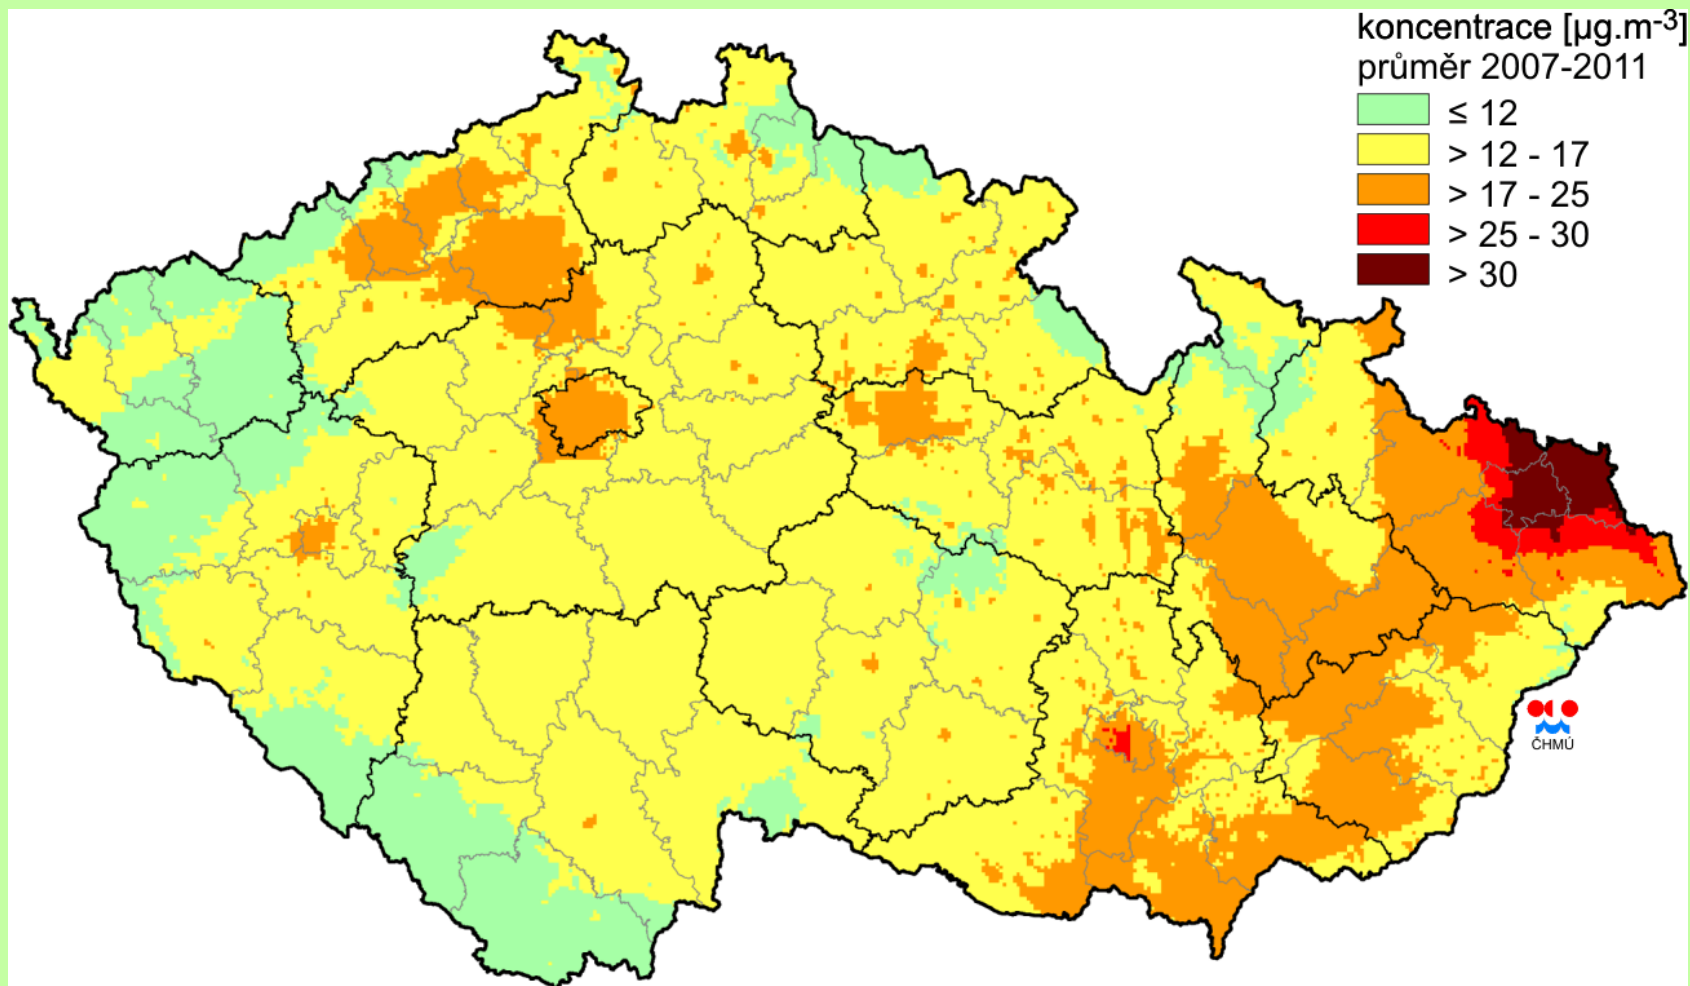 koncentrace [µg.m-3]
průměr 2007-2011
≤ 12
> 12 - 17
> 17 - 25
> 25 - 30
> 30
ČHMÚ